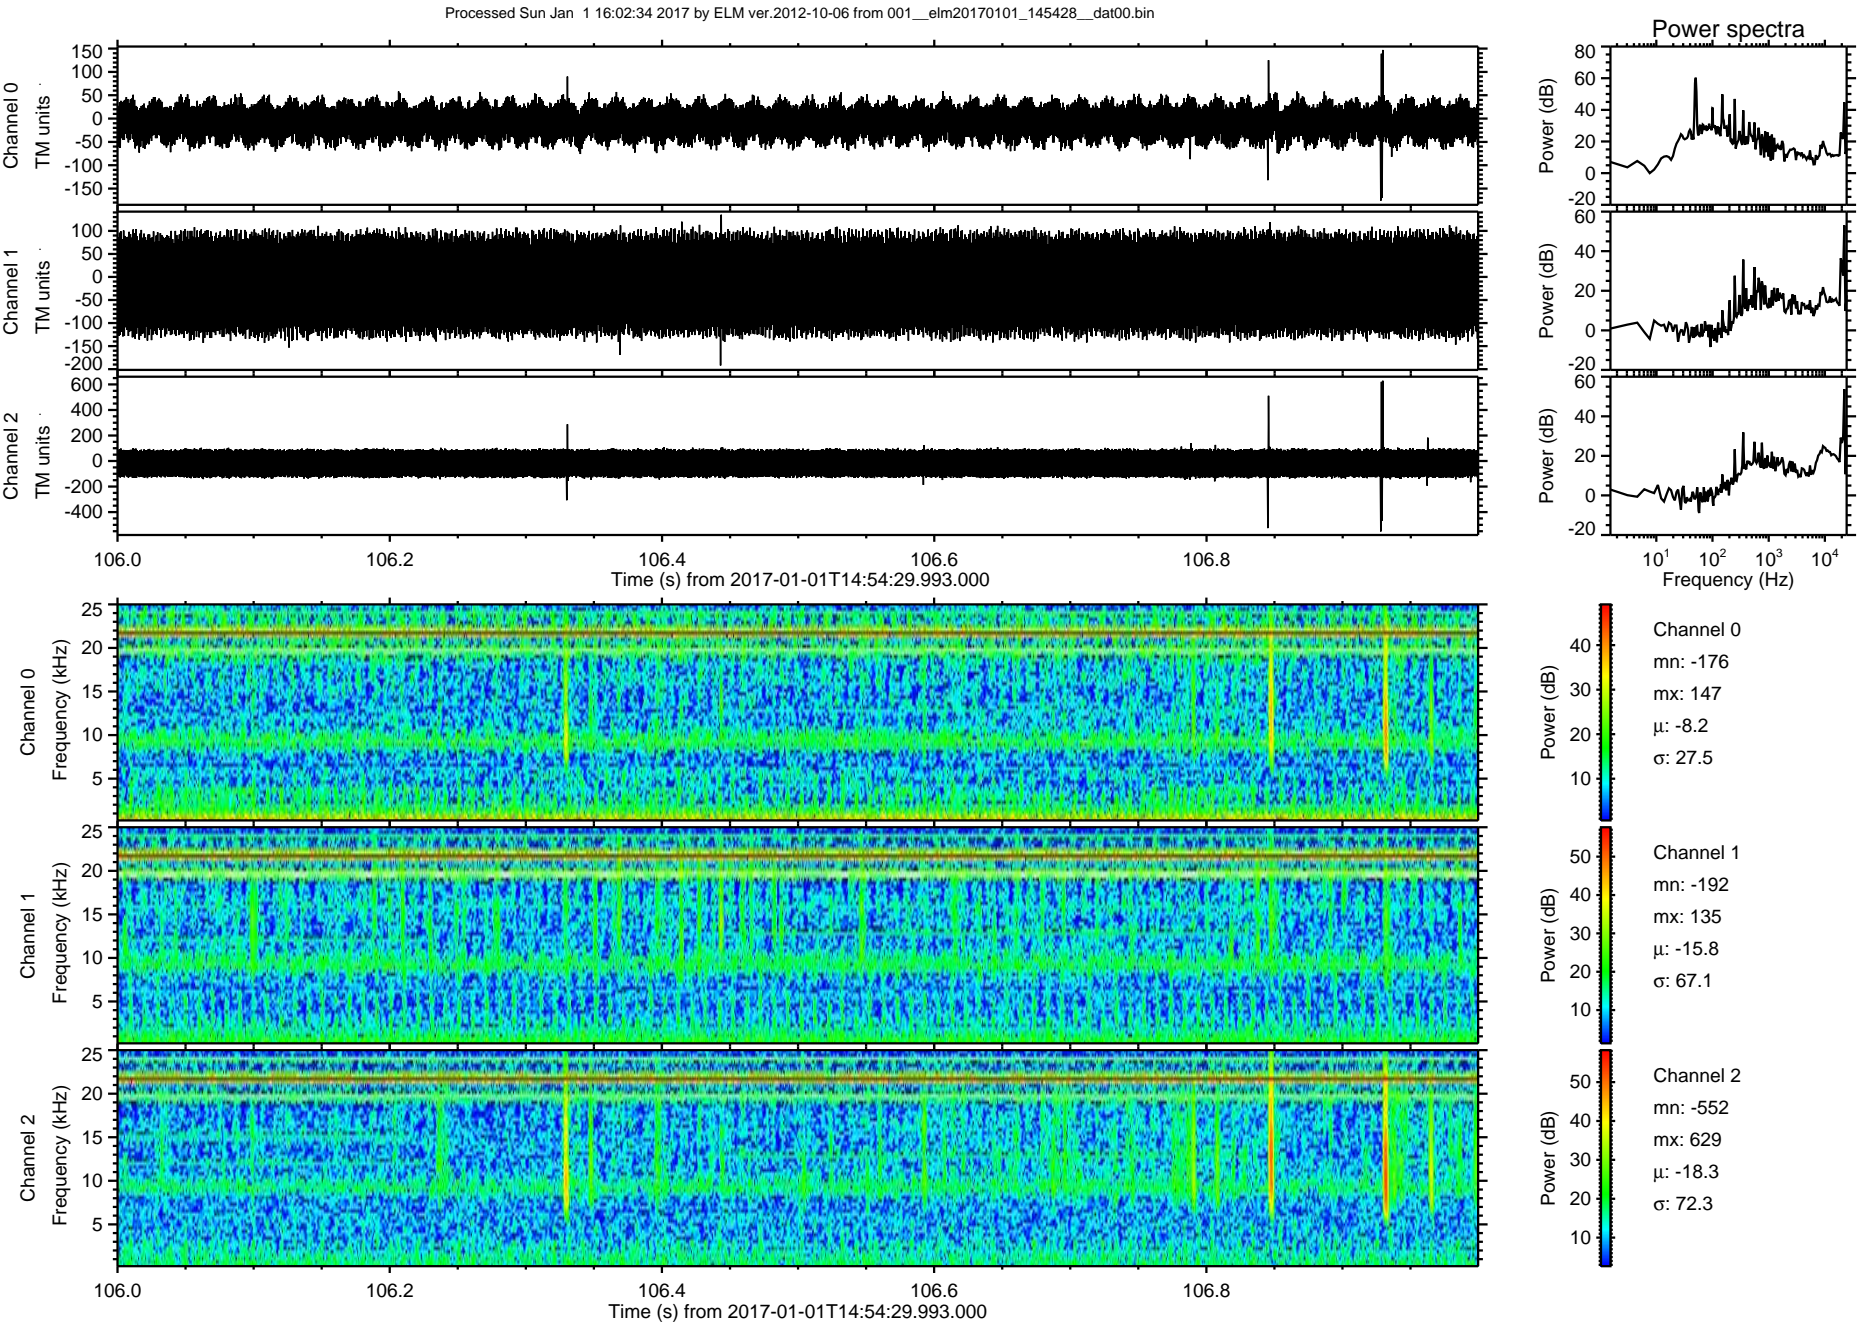 Processed Sun Jan  1 16:02:34 2017 by ELM ver.2012-10-06 from 001__elm20170101_145428__dat00.bin
Power spectra
Channel 0
TM units
150
100
50
0
-50
-100
-150
Power (dB)
80
60
40
20
0
-20
Channel 1
TM units
100
50
0
-50
-100
-150
-200
Power (dB)
60
40
20
0
-20
Channel 2
TM units
600
400
200
0
-200
-400
Power (dB)
60
40
20
0
-20
106.0 106.2 106.4 106.6 106.8
Time (s) from 2017-01-01T14:54:29.993.000
10¹ 10² 10³ 10⁴
Frequency (Hz)
Channel 0
Frequency (kHz)
25
20
15
10
5
Power (dB)
40
30
20
10
Channel 0
mn: -176
mx: 147
μ: -8.2
σ: 27.5
Channel 1
Frequency (kHz)
25
20
15
10
5
Power (dB)
50
40
30
20
10
Channel 1
mn: -192
mx: 135
μ: -15.8
σ: 67.1
Channel 2
Frequency (kHz)
25
20
15
10
5
Power (dB)
50
40
30
20
10
Channel 2
mn: -552
mx: 629
μ: -18.3
σ: 72.3
106.0 106.2 106.4 106.6 106.8
Time (s) from 2017-01-01T14:54:29.993.000